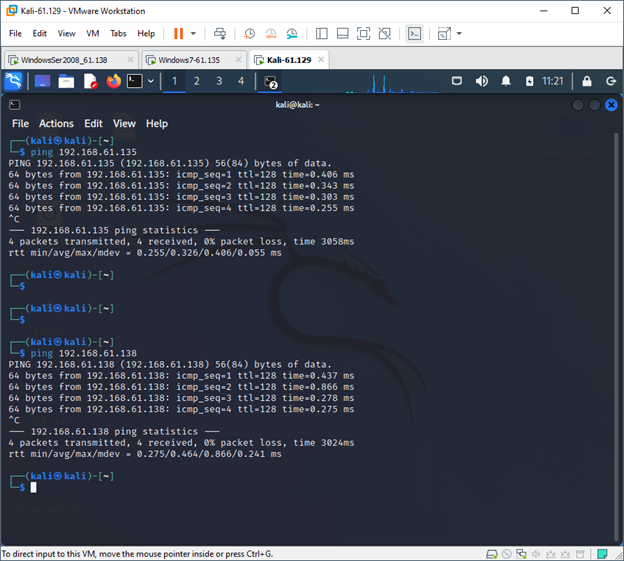 Kali-61.129 - VMware Workstation
File Edit View VM Tabs Help
WindowsSer2008_61.138 Windows7-61.135 Kali-61.129
1 2 3 4 2 11:21
kali@kali: ~
File Actions Edit View Help
┌──(kali㉿kali)-[~]
└─$ ping 192.168.61.135
PING 192.168.61.135 (192.168.61.135) 56(84) bytes of data.
64 bytes from 192.168.61.135: icmp_seq=1 ttl=128 time=0.406 ms
64 bytes from 192.168.61.135: icmp_seq=2 ttl=128 time=0.343 ms
64 bytes from 192.168.61.135: icmp_seq=3 ttl=128 time=0.303 ms
64 bytes from 192.168.61.135: icmp_seq=4 ttl=128 time=0.255 ms
^C
─── 192.168.61.135 ping statistics ───
4 packets transmitted, 4 received, 0% packet loss, time 3058ms
rtt min/avg/max/mdev = 0.255/0.326/0.406/0.055 ms
┌──(kali㉿kali)-[~]
└─$
┌──(kali㉿kali)-[~]
└─$
┌──(kali㉿kali)-[~]
└─$ ping 192.168.61.138
PING 192.168.61.138 (192.168.61.138) 56(84) bytes of data.
64 bytes from 192.168.61.138: icmp_seq=1 ttl=128 time=0.437 ms
64 bytes from 192.168.61.138: icmp_seq=2 ttl=128 time=0.866 ms
64 bytes from 192.168.61.138: icmp_seq=3 ttl=128 time=0.278 ms
64 bytes from 192.168.61.138: icmp_seq=4 ttl=128 time=0.275 ms
^C
─── 192.168.61.138 ping statistics ───
4 packets transmitted, 4 received, 0% packet loss, time 3024ms
rtt min/avg/max/mdev = 0.275/0.464/0.866/0.241 ms
┌──(kali㉿kali)-[~]
└─$
To direct input to this VM, move the mouse pointer inside or press Ctrl+G.